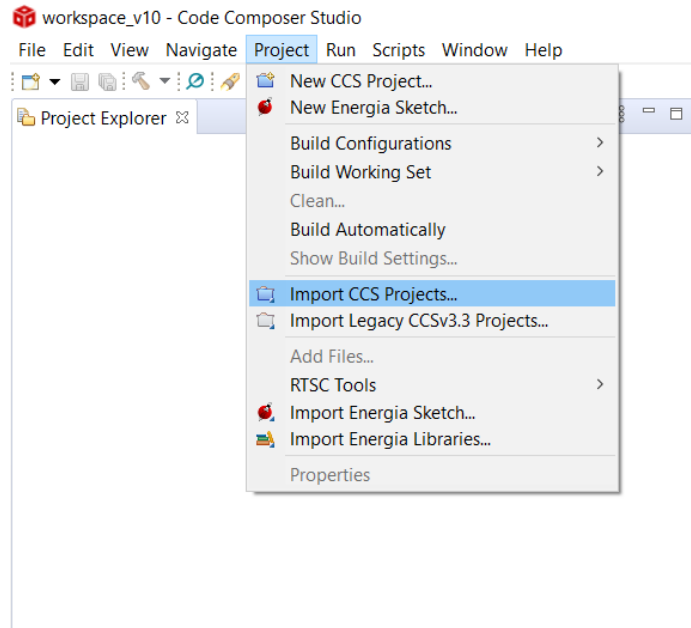 workspace_v10 - Code Composer Studio
File Edit View Navigate Project Run Scripts Window Help
Project Explorer
New CCS Project...
New Energia Sketch...
Build Configurations
Build Working Set
Clean...
Build Automatically
Show Build Settings...
Import CCS Projects...
Import Legacy CCSv3.3 Projects...
Add Files...
RTSC Tools
Import Energia Sketch...
Import Energia Libraries...
Properties